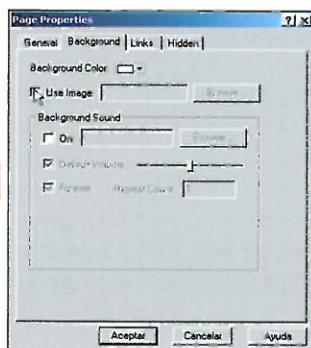 Page Properties
General Background Links Hidden
Background Color
Use Image Browse...
Background Sound
On Browse...
Default Volume
Forever Repeat Count 1
Aceptar Cancelar Ayuda